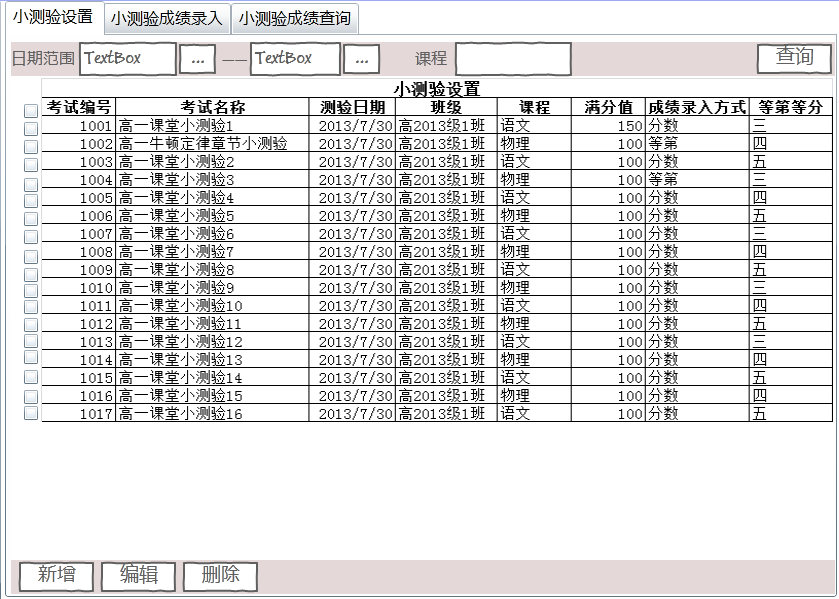 小测验设置 小测验成绩录入 小测验成绩查询
日期范围 TextBox ... —— TextBox ... 课程 查询
小测验设置
考试编号 考试名称 测验日期 班级 课程 满分值 成绩录入方式 等第等分
1001 高一课堂小测验1 2013/7/30 高2013级1班 语文 150 分数 三
1002 高一牛顿定律章节小测验 2013/7/30 高2013级1班 物理 100 等第 四
1003 高一课堂小测验2 2013/7/30 高2013级1班 语文 100 分数 五
1004 高一课堂小测验3 2013/7/30 高2013级1班 物理 100 等第 三
1005 高一课堂小测验4 2013/7/30 高2013级1班 语文 100 分数 四
1006 高一课堂小测验5 2013/7/30 高2013级1班 物理 100 分数 五
1007 高一课堂小测验6 2013/7/30 高2013级1班 语文 100 分数 三
1008 高一课堂小测验7 2013/7/30 高2013级1班 物理 100 分数 四
1009 高一课堂小测验8 2013/7/30 高2013级1班 语文 100 分数 五
1010 高一课堂小测验9 2013/7/30 高2013级1班 物理 100 分数 三
1011 高一课堂小测验10 2013/7/30 高2013级1班 语文 100 分数 四
1012 高一课堂小测验11 2013/7/30 高2013级1班 物理 100 分数 五
1013 高一课堂小测验12 2013/7/30 高2013级1班 语文 100 分数 三
1014 高一课堂小测验13 2013/7/30 高2013级1班 物理 100 分数 四
1015 高一课堂小测验14 2013/7/30 高2013级1班 语文 100 分数 五
1016 高一课堂小测验15 2013/7/30 高2013级1班 物理 100 分数 四
1017 高一课堂小测验16 2013/7/30 高2013级1班 语文 100 分数 五
新增 编辑 删除